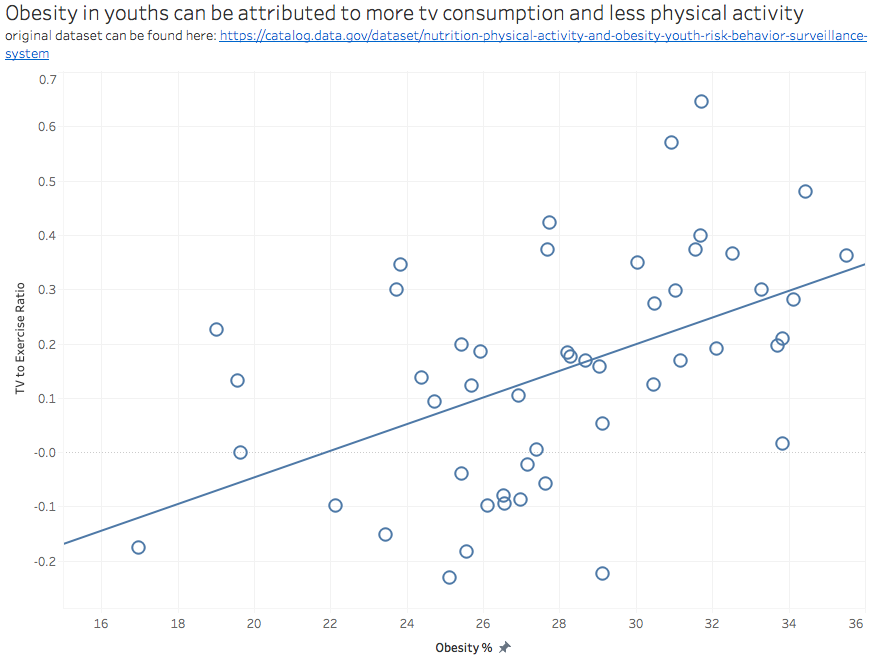 Obesity in youths can be attributed to more tv consumption and less physical activity
original dataset can be found here: https://catalog.data.gov/dataset/nutrition-physical-activity-and-obesity-youth-risk-behavior-surveillance-
system
0.7
0.6
0.5
0.4
0.3
0.2
0.1
-0.0
-0.1
-0.2
TV to Exercise Ratio
16 18 20 22 24 26 28 30 32 34 36
Obesity %